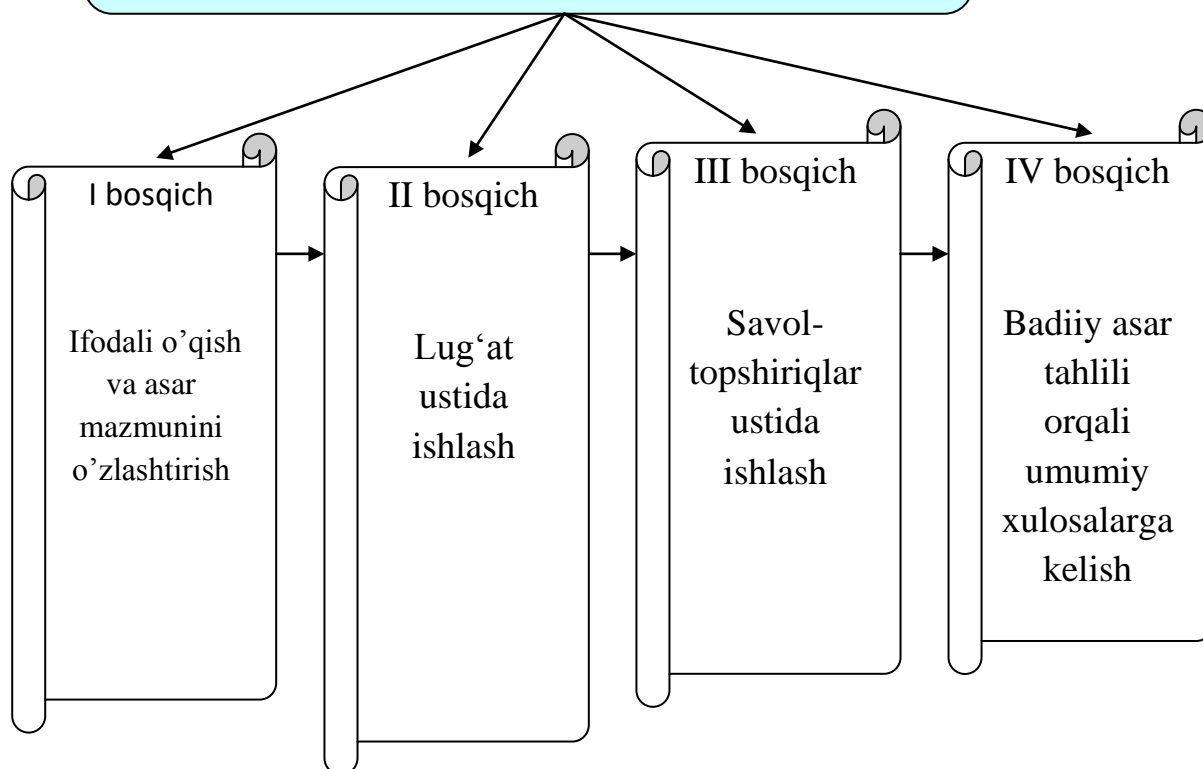 I bosqich
Ifodali o’qish
va asar
mazmunini
o’zlashtirish
II bosqich
Lug‘at
ustida
ishlash
III bosqich
Savol-
topshiriqlar
ustida
ishlash
IV bosqich
Badiiy asar
tahlili
orqali
umumiy
xulosalarga
kelish